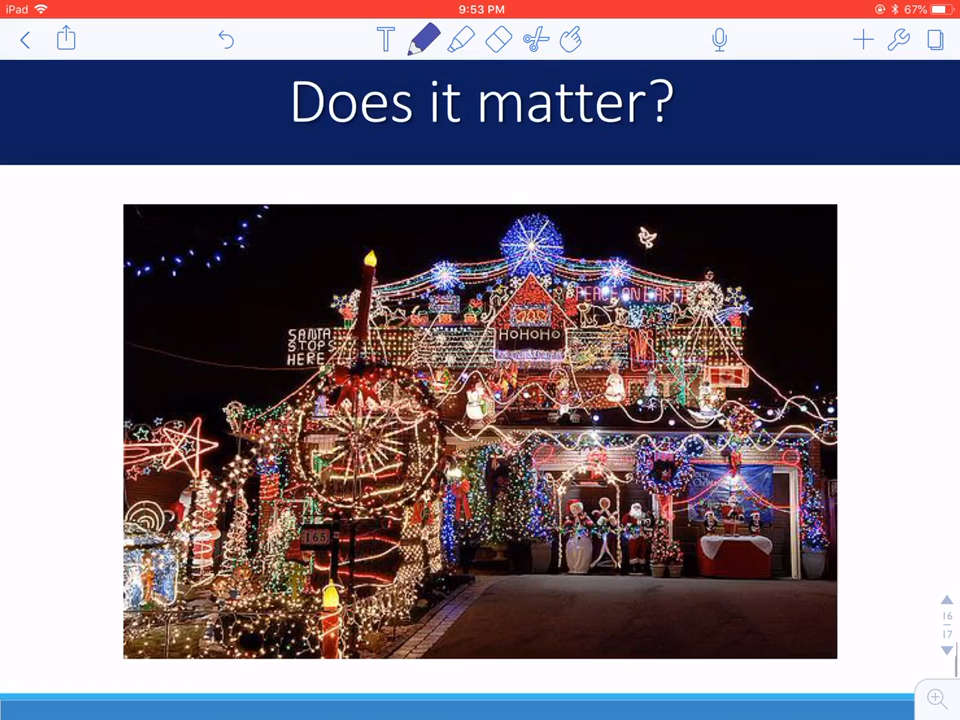 iPad
9:53 PM
67%
T
Does it matter?
PEACE ON EARTH
SANTA
STOPS
HERE
HOHOHO
165
16
17